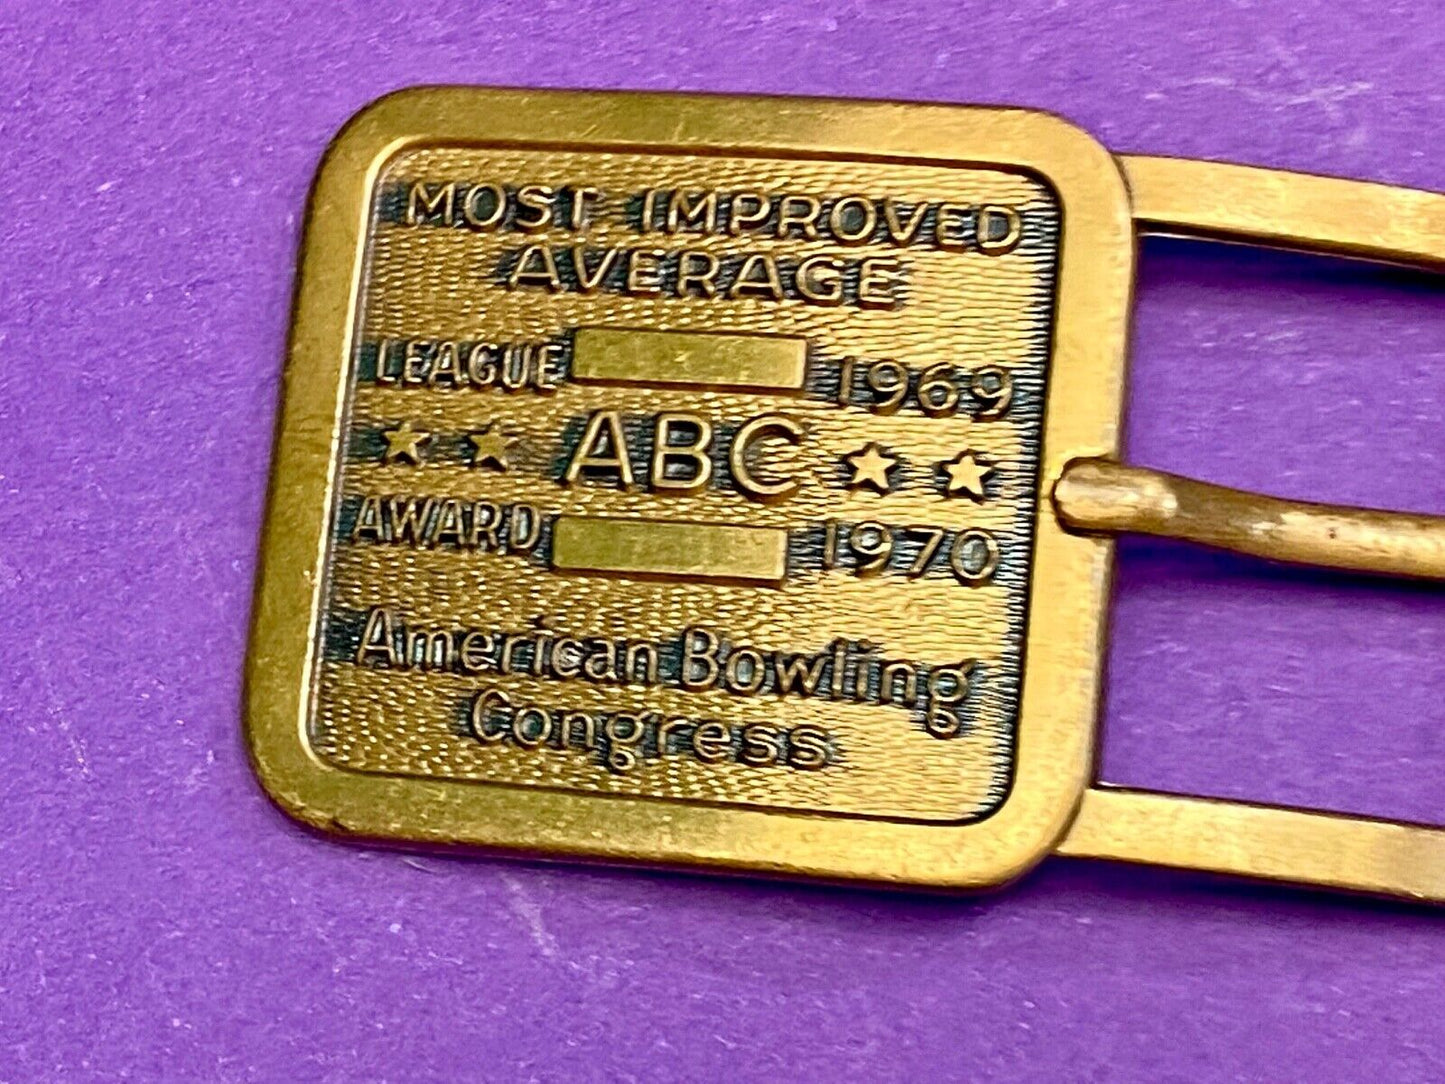 MOST IMPROVED
AVERAGE
LEAGUE 1969
★ ★ ABC ★ ★
AWARD 1970
American Bowling
Congress